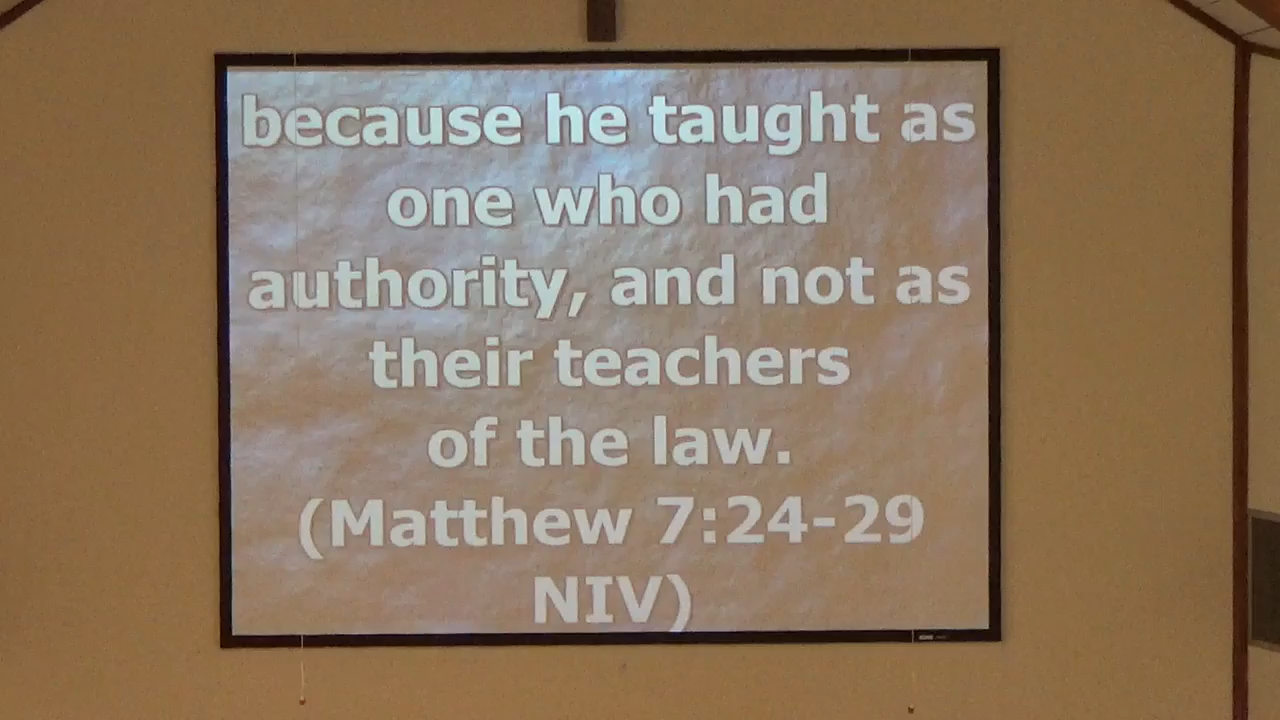 because he taught as
one who had
authority, and not as
their teachers
of the law.
(Matthew 7:24-29
NIV)